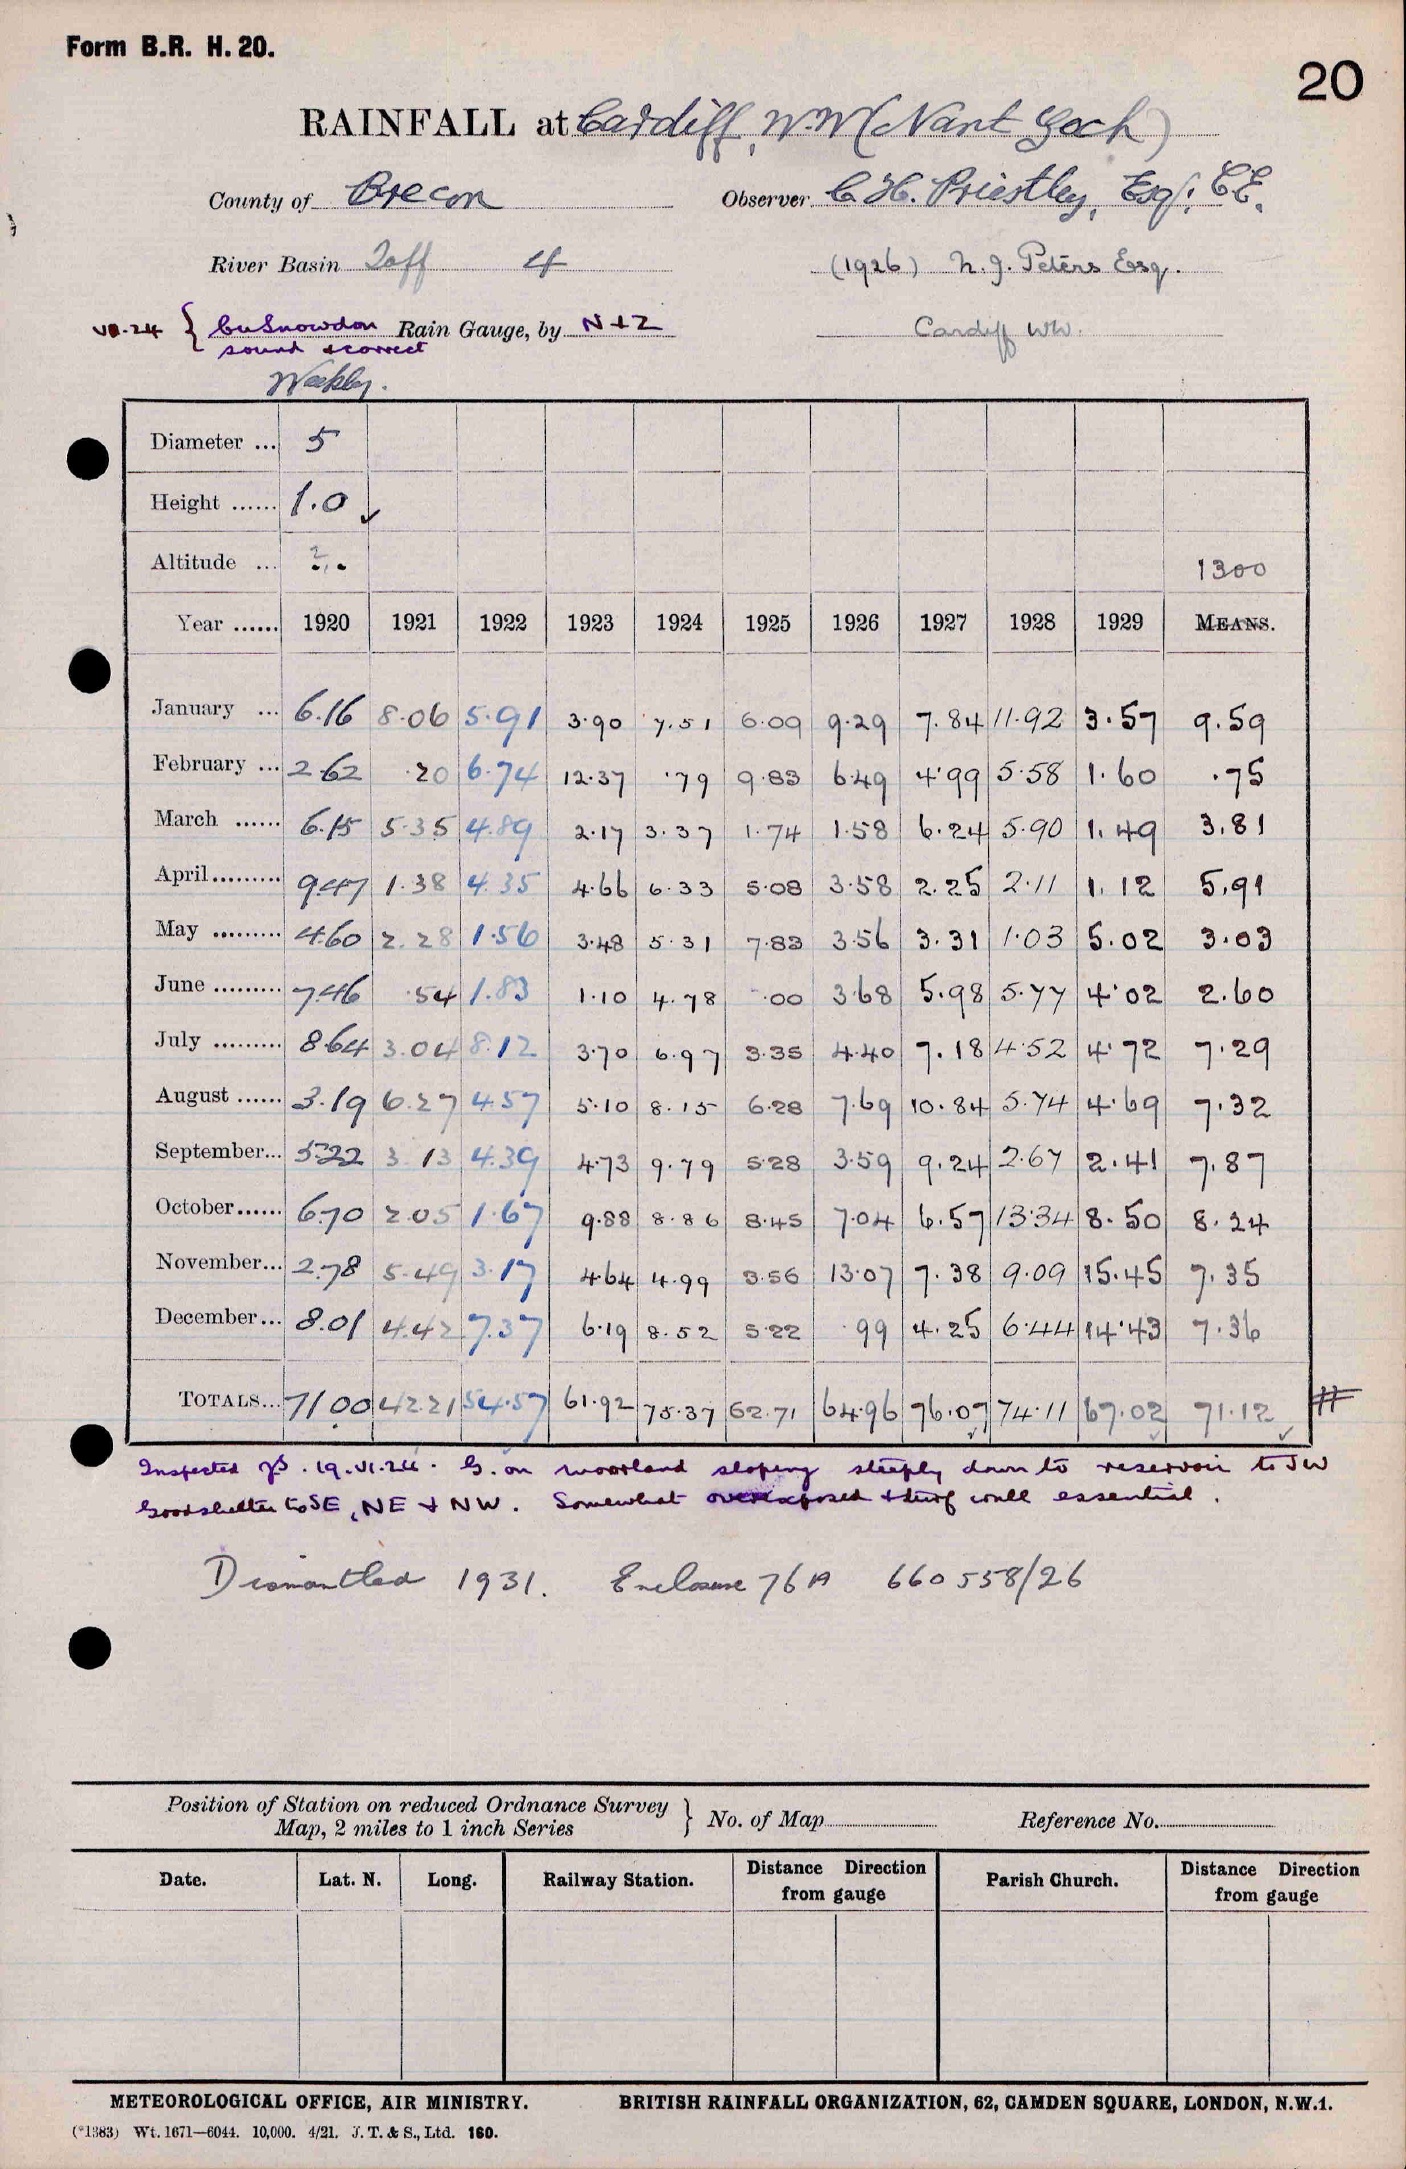 Form B.R. H. 20.
20
RAINFALL at Cardiff, W.W. (Nant Goch)
County of Brecon Observer C. H. Priestley, Esq., C.E.
River Basin Taff 4 (1926) N. J. Peters Esq.
VI.24 { Cu Snowdon Rain Gauge, by N+Z Cardiff WW.
sound & correct
Weekly.
Diameter ... 5
Height ...... 1.0 ✓
Altitude ... ? 1300
Year ...... 1920 1921 1922 1923 1924 1925 1926 1927 1928 1929 MEANS.
January ... 6.16 8.06 5.91 3.90 7.51 6.09 9.29 7.84 11.92 3.57 9.59
February ... 2.62 .20 6.74 12.37 .79 9.83 6.49 4.99 5.58 1.60 .75
March ...... 6.15 5.35 4.89 2.17 3.37 1.74 1.58 6.24 5.90 1.49 3.81
April ......... 9.47 1.38 4.35 4.66 6.33 5.08 3.58 2.25 2.11 1.12 5.91
May ......... 4.60 2.28 1.56 3.48 5.31 7.83 3.56 3.31 1.03 5.02 3.03
June ......... 7.46 .54 1.83 1.10 4.78 .00 3.68 5.98 5.77 4.02 2.60
July ......... 8.64 3.04 8.12 3.70 6.97 3.35 4.40 7.18 4.52 4.72 7.29
August ...... 3.19 6.27 4.57 5.10 8.15 6.28 7.69 10.84 5.74 4.69 7.32
September... 5.22 3.13 4.39 4.73 9.79 5.28 3.59 9.24 2.67 2.41 7.87
October...... 6.70 2.05 1.67 9.88 8.86 8.45 7.04 6.57 13.34 8.50 8.24
November... 2.78 5.49 3.17 4.64 4.99 3.56 13.07 7.38 9.09 15.45 7.35
December... 8.01 4.42 7.37 6.19 8.52 5.22 .99 4.25 6.44 14.43 7.36
TOTALS... 71.00 42.21 54.57 61.92 75.37 62.71 64.96 76.07 74.11 67.02 71.12 #
Inspected 19.VI.24. G. on moorland sloping steeply down to reservoir to SW
Good shelter to SE, NE & NW. Somewhat overexposed & turf wall essential.
Dismantled 1931. Enclosure 76A 660558/26
Position of Station on reduced Ordnance Survey } No. of Map Reference No.
Map, 2 miles to 1 inch Series
Date. Lat. N. Long. Railway Station. Distance Direction Parish Church. Distance Direction
from gauge from gauge
METEOROLOGICAL OFFICE, AIR MINISTRY. BRITISH RAINFALL ORGANIZATION, 62, CAMDEN SQUARE, LONDON, N.W.1.
(*1383) Wt. 1671—6044. 10,000. 4/21. J. T. & S., Ltd. 160.